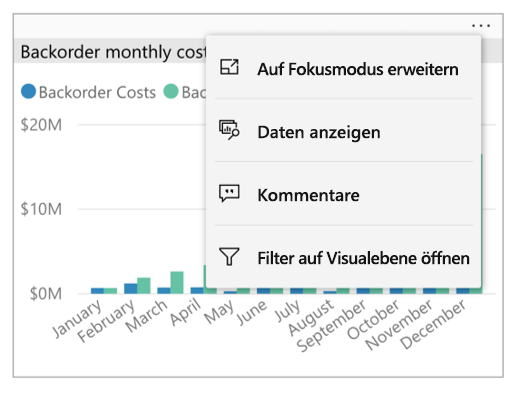 ...
Backorder monthly cost
Auf Fokusmodus erweitern
Backorder Costs
$20M
Daten anzeigen
$10M
Kommentare
Filter auf Visualebene öffnen
$0M
January February March April May June July August September October November December